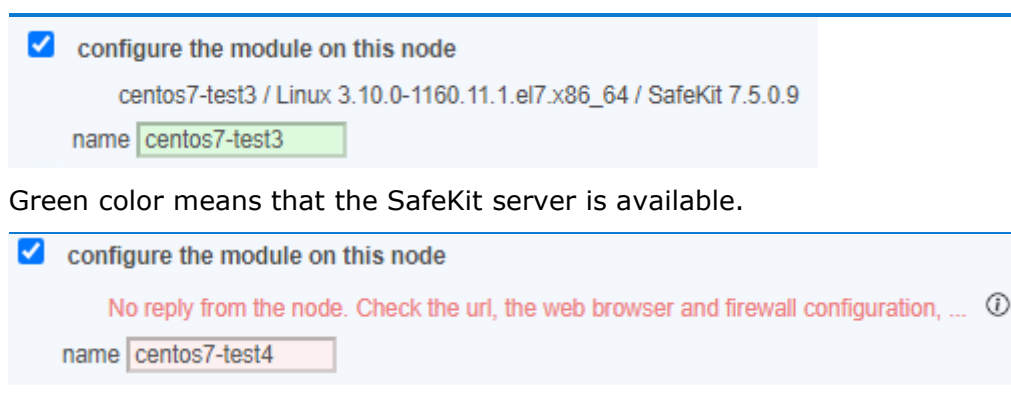 configure the module on this node
centos7-test3 / Linux 3.10.0-1160.11.1.el7.x86_64 / SafeKit 7.5.0.9
name centos7-test3
Green color means that the SafeKit server is available.
configure the module on this node
No reply from the node. Check the url, the web browser and firewall configuration, ...
name centos7-test4